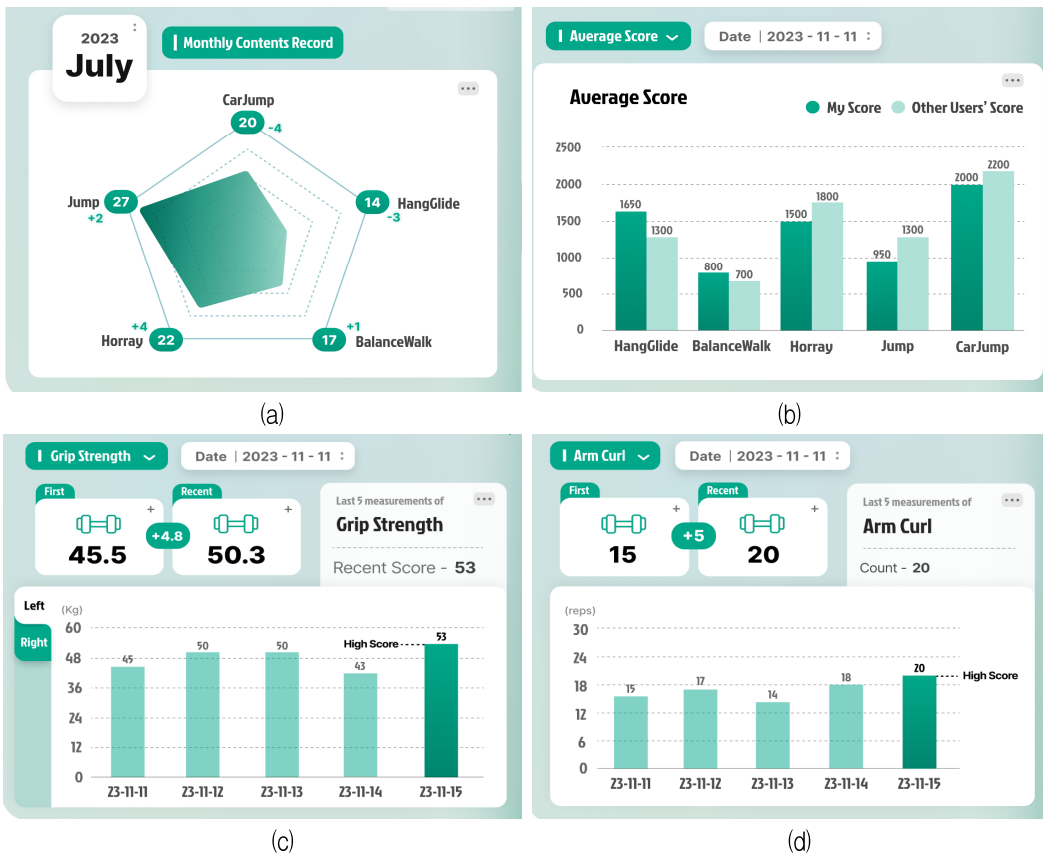 2023
July
Monthly Contents Record
CarJump
20 -4
Jump 27 +2
14 HangGlide -3
+4 Horray 22
+1 17 BalanceWalk
(a)
Average Score
Date | 2023 - 11 - 11
Average Score
My Score Other Users' Score
2500
2000
1500
1000
500
0
1650 1300
800 700
1500 1800
950 1300
2000 2200
HangGlide BalanceWalk Horray Jump CarJump
(b)
Grip Strength
Date | 2023 - 11 - 11
First
45.5
+4.8
Recent
50.3
Last 5 measurements of
Grip Strength
Recent Score - 53
Left
Right
(Kg)
60
48
36
24
12
0
45 50 50 43 53
High Score
23-11-11 23-11-12 23-11-13 23-11-14 23-11-15
(c)
Arm Curl
Date | 2023 - 11 - 11
First
15
+5
Recent
20
Last 5 measurements of
Arm Curl
Count - 20
(reps)
30
24
18
12
6
0
15 17 14 18 20
High Score
23-11-11 23-11-12 23-11-13 23-11-14 23-11-15
(d)